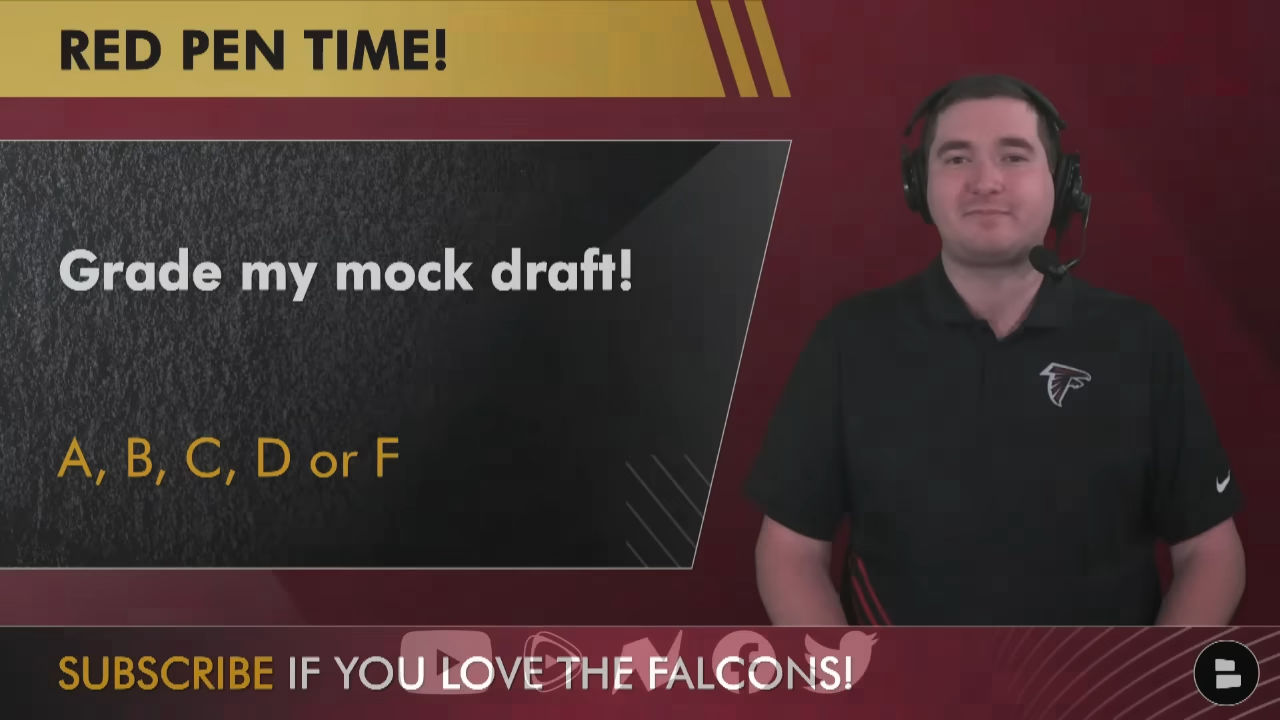 RED PEN TIME!
Grade my mock draft!
A, B, C, D or F
SUBSCRIBE IF YOU LOVE THE FALCONS!